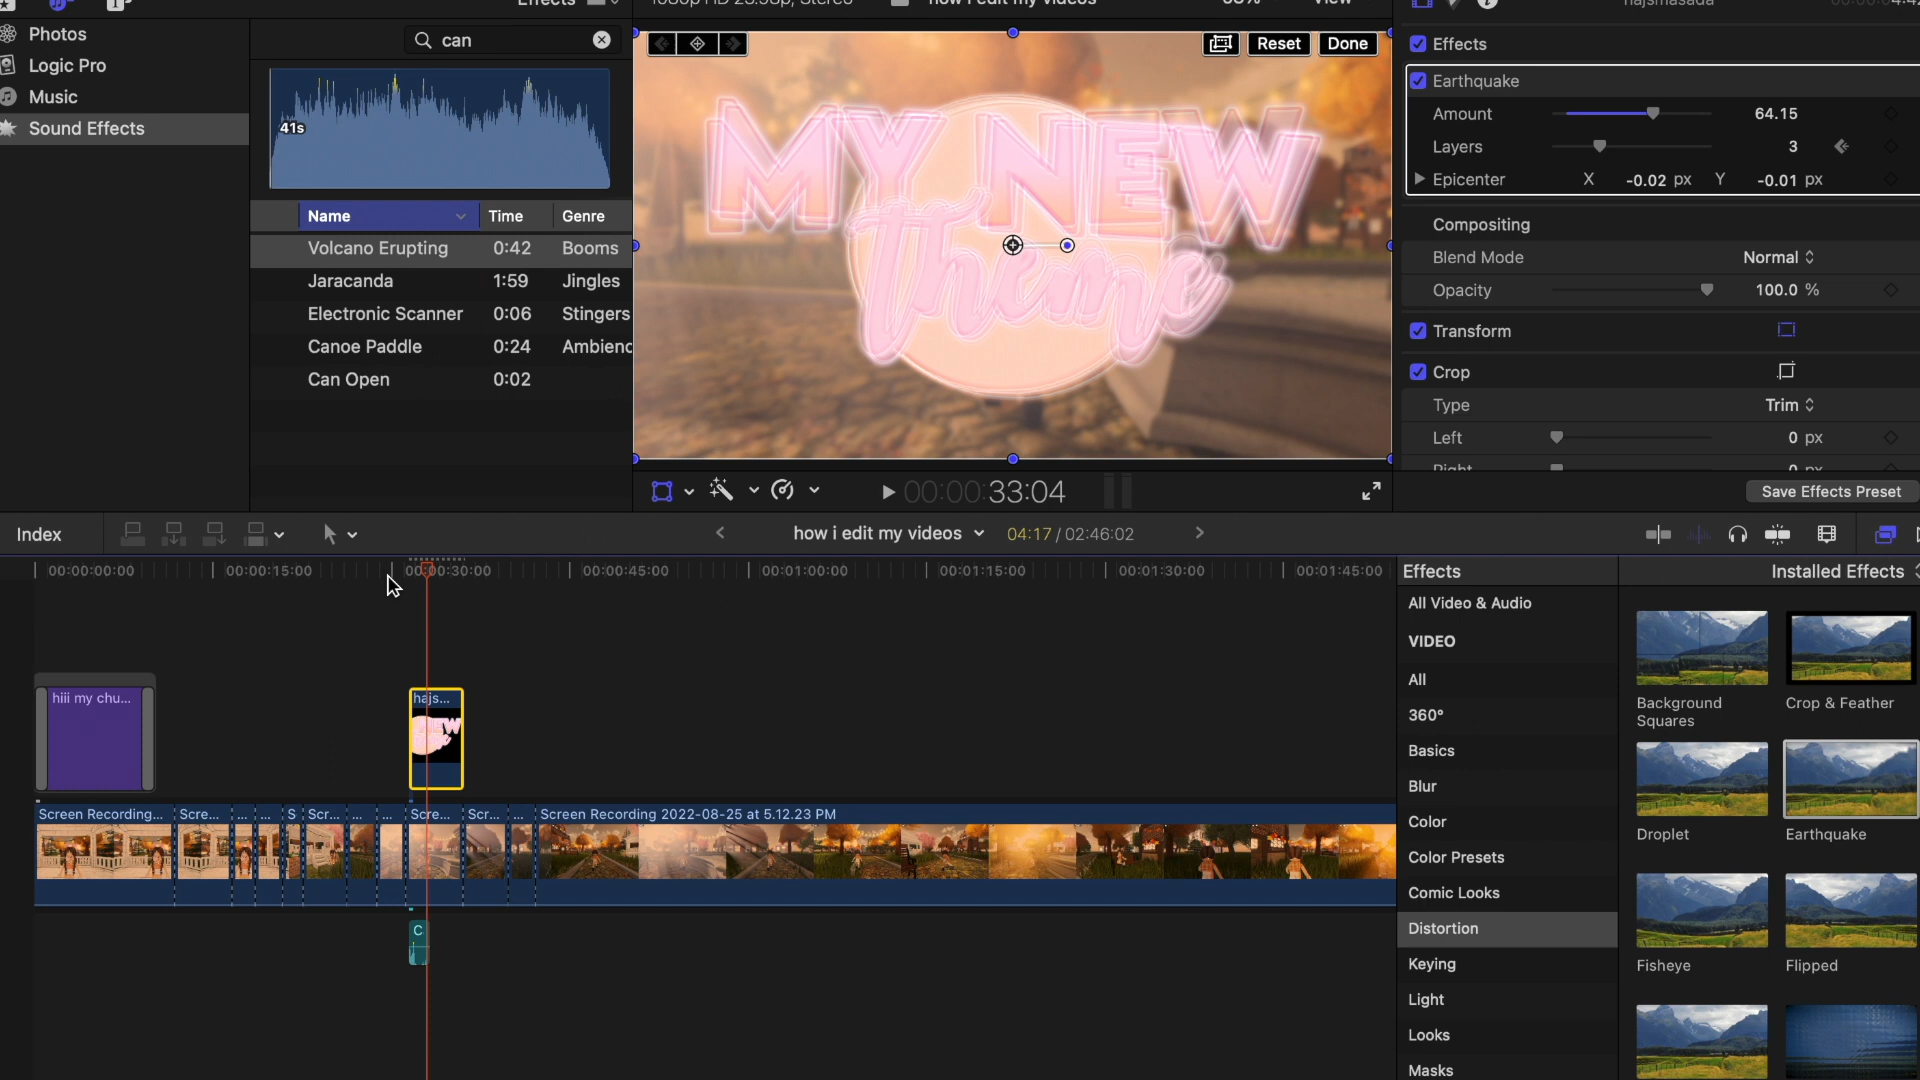 Effects
how i edit my videos
View
Photos
Logic Pro
Music
Sound Effects
can
41s
Name Time Genre
Volcano Erupting 0:42 Booms
Jaracanda 1:59 Jingles
Electronic Scanner 0:06 Stingers
Canoe Paddle 0:24 Ambienc
Can Open 0:02
Reset Done
MY NEW
theme
00:00:33:04
Effects
Earthquake
Amount 64.15
Layers 3
Epicenter X -0.02 px Y -0.01 px
Compositing
Blend Mode Normal
Opacity 100.0 %
Transform
Crop
Type Trim
Left 0 px
Right 0 px
Save Effects Preset
Index
how i edit my videos 04:17 / 02:46:02
00:00:00:00 00:00:15:00 00:00:30:00 00:00:45:00 00:01:00:00 00:01:15:00 00:01:30:00 00:01:45:00
hiii my chu...
hajs...
Screen Recording... Scre... ... ... S Scr... ... ... Scre... Scr... ... Screen Recording 2022-08-25 at 5.12.23 PM
C
Effects
Installed Effects
All Video & Audio
VIDEO
All
360°
Basics
Blur
Color
Color Presets
Comic Looks
Distortion
Keying
Light
Looks
Masks
Background
Squares
Crop & Feather
Droplet
Earthquake
Fisheye
Flipped